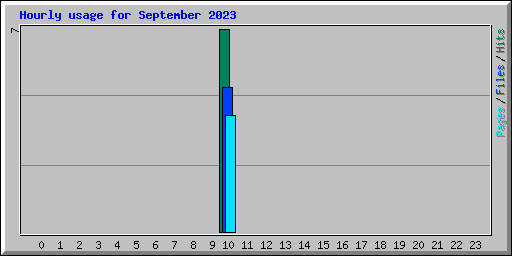 Hourly usage for September 2023
7
Pages/Files/Hits
0 1 2 3 4 5 6 7 8 9 10 11 12 13 14 15 16 17 18 19 20 21 22 23